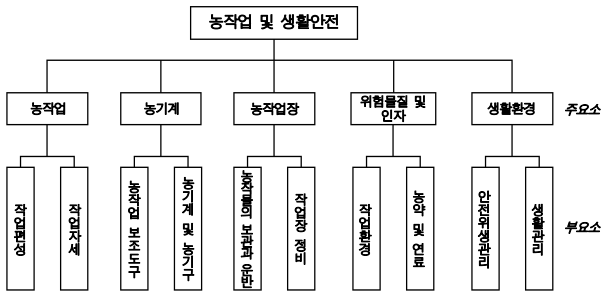 농작업 및 생활안전
농작업
농기계
농작업장
위험물질 및
인자
생활환경
주요소
작업편성
작업자세
농작업 보조도구
농기계 및 농기구
농작물의 보관과 운반
작업장 정비
작업환경
농약 및 연료
안전위생관리
생활관리
부요소